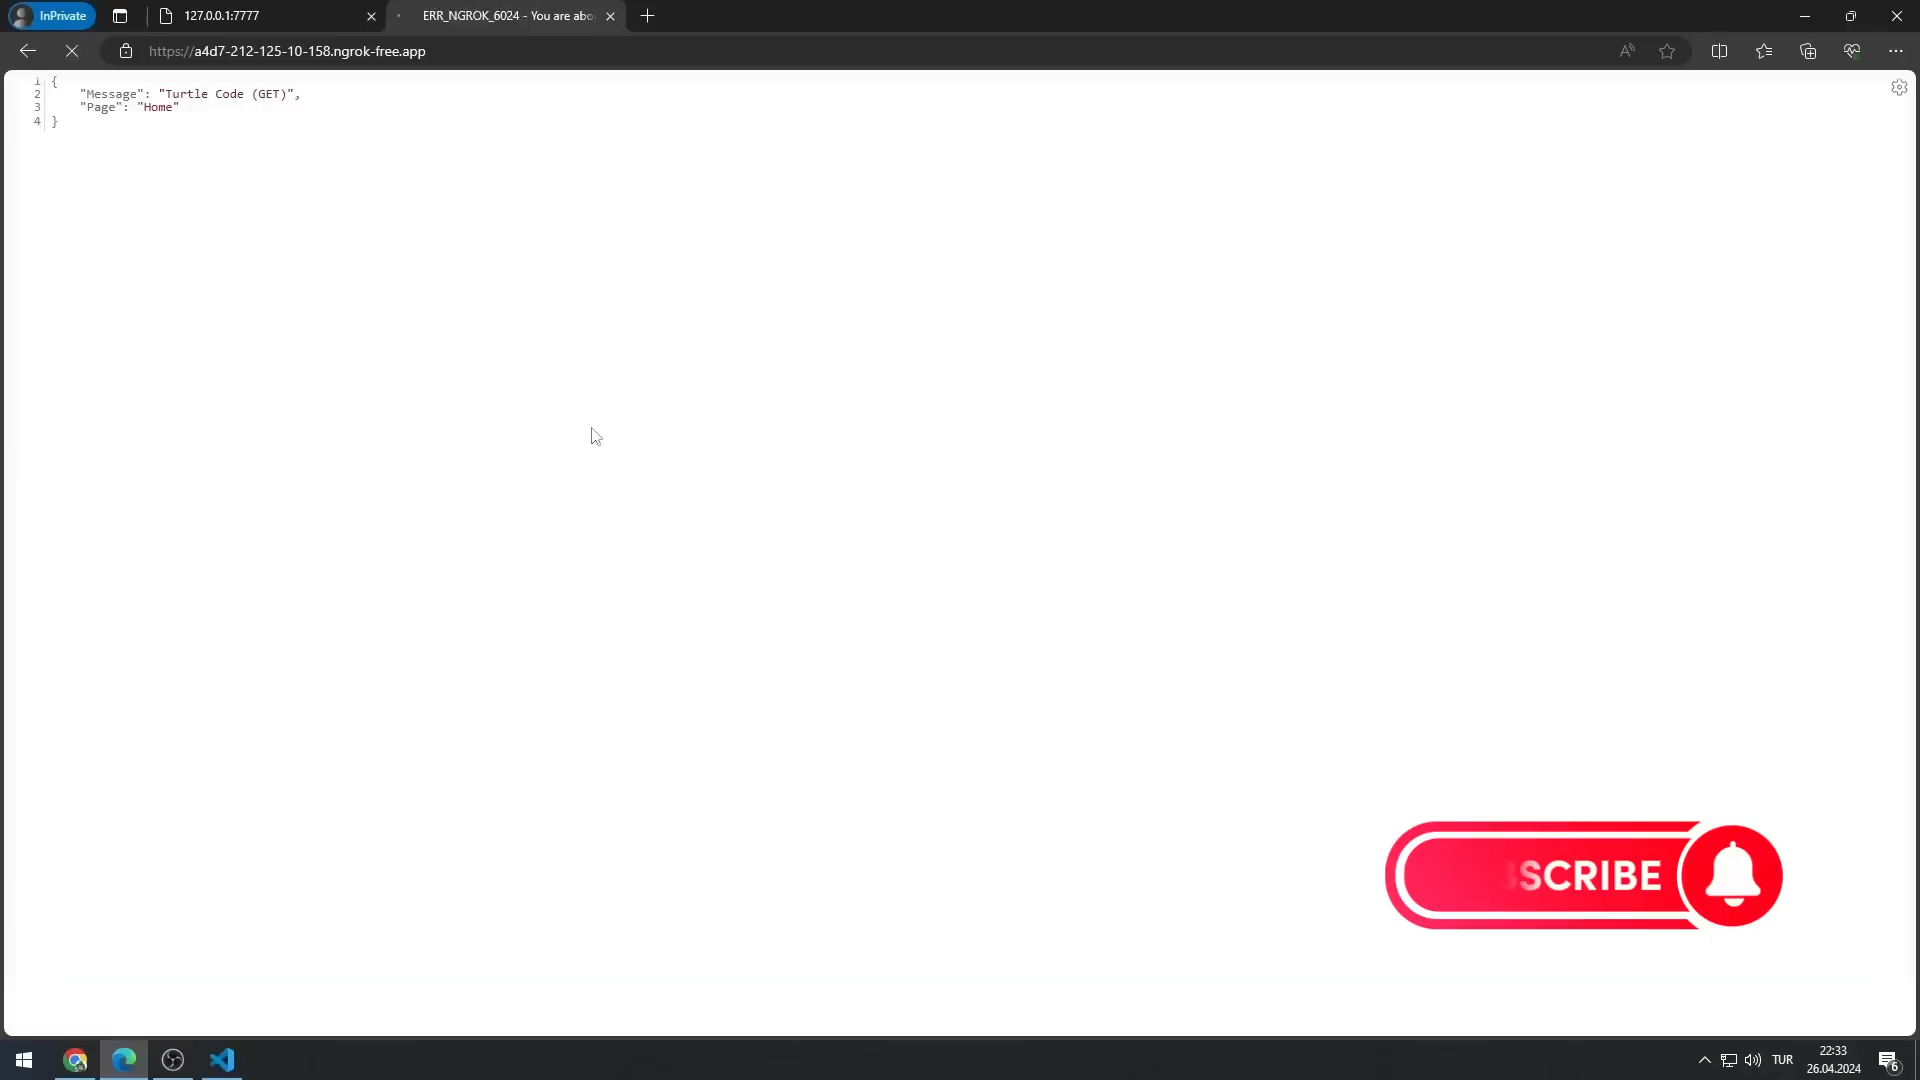 InPrivate
127.0.0.1:7777
ERR_NGROK_6024 - You are abo
https://a4d7-212-125-10-158.ngrok-free.app
1 {
2 "Message": "Turtle Code (GET)",
3 "Page": "Home"
4 }
SCRIBE
TUR
22:33
26.04.2024
6